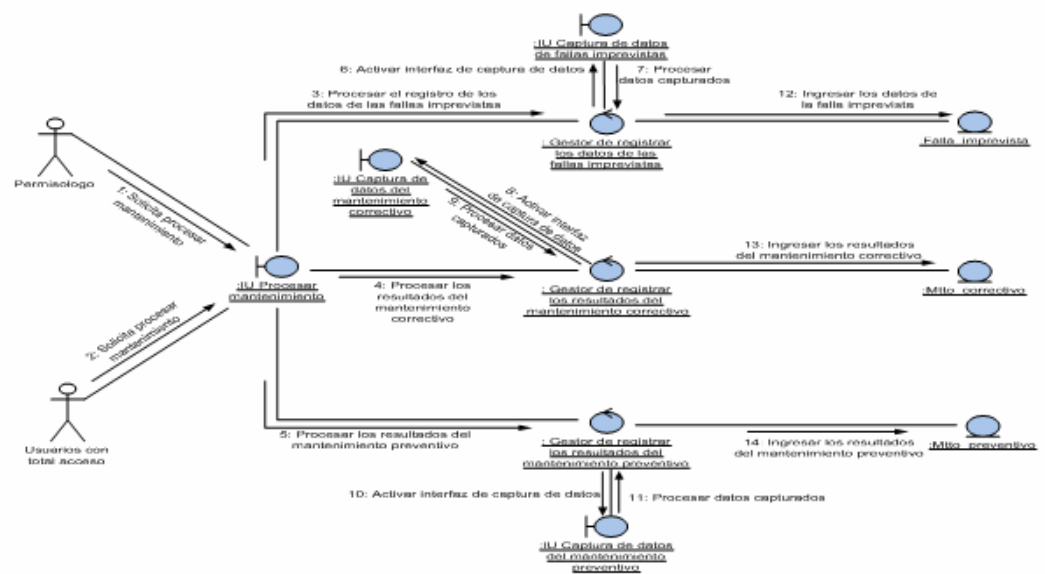 :IU Captura de datos
de fallas imprevistas
6: Activar interfaz de captura de datos
7: Procesar
datos capturados
3: Procesar el registro de los
datos de las fallas imprevistas
12: Ingresar los datos de
la falla imprevista
: Gestor de registrar
los datos de las
fallas imprevistas
:Falla_imprevista
Permisologo
1: Solicita procesar
mantenimiento
:IU Captura de
datos del
mantenimiento
correctivo
8: Activar interfaz
de captura de datos
9: Procesar datos
capturados
:IU Procesar
mantenimiento
4: Procesar los
resultados del
mantenimiento
correctivo
: Gestor de registrar
los resultados del
mantenimiento correctivo
13: Ingresar los resultados
del mantenimiento correctivo
:Mtto_correctivo
2: Solicita procesar
mantenimiento
Usuarios con
total acceso
5: Procesar los resultados del
mantenimiento preventivo
: Gestor de registrar
los resultados del
mantenimiento preventivo
14: Ingresar los resultados
del mantenimiento preventivo
:Mtto_preventivo
10: Activar interfaz de captura de datos
11: Procesar datos capturados
:IU Captura de datos
del mantenimiento
preventivo